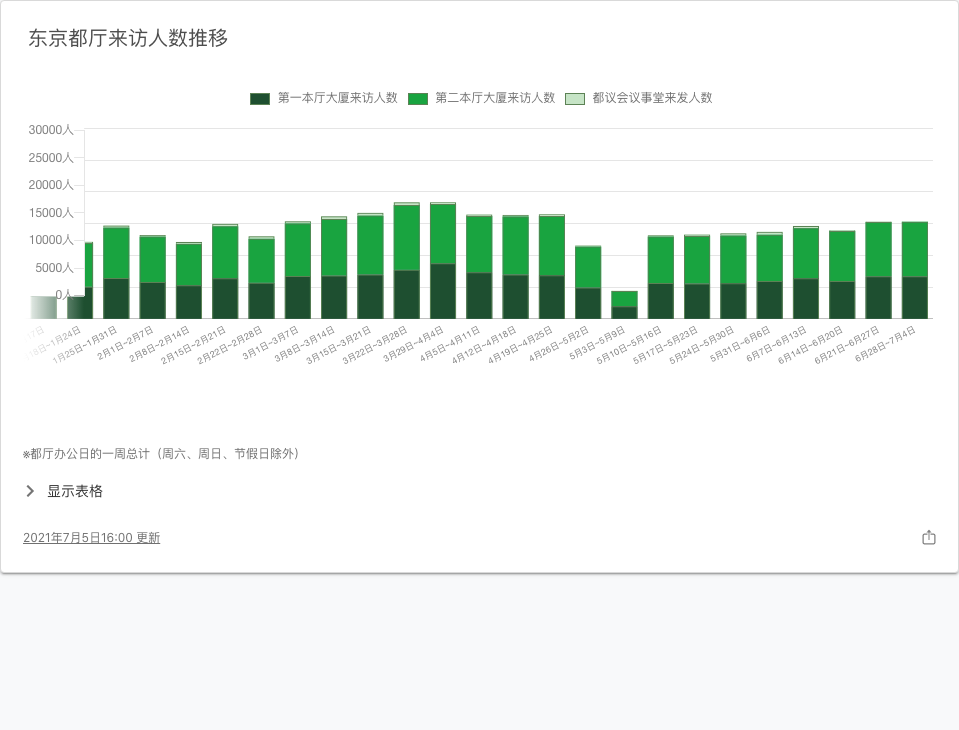 东京都厅来访人数推移
第一本厅大厦来访人数 第二本厅大厦来访人数 都议会议事堂来发人数
30000人
25000人
20000人
15000人
10000人
5000人
0人
1月25日~1月31日
2月1日~2月7日
2月8日~2月14日
2月15日~2月21日
2月22日~2月28日
3月1日~3月7日
3月8日~3月14日
3月15日~3月21日
3月22日~3月28日
3月29日~4月4日
4月5日~4月11日
4月12日~4月18日
4月19日~4月25日
4月26日~5月2日
5月3日~5月9日
5月10日~5月16日
5月17日~5月23日
5月24日~5月30日
5月31日~6月6日
6月7日~6月13日
6月14日~6月20日
6月21日~6月27日
6月28日~7月4日
※都厅办公日的一周总计（周六、周日、节假日除外）
显示表格
2021年7月5日16:00 更新